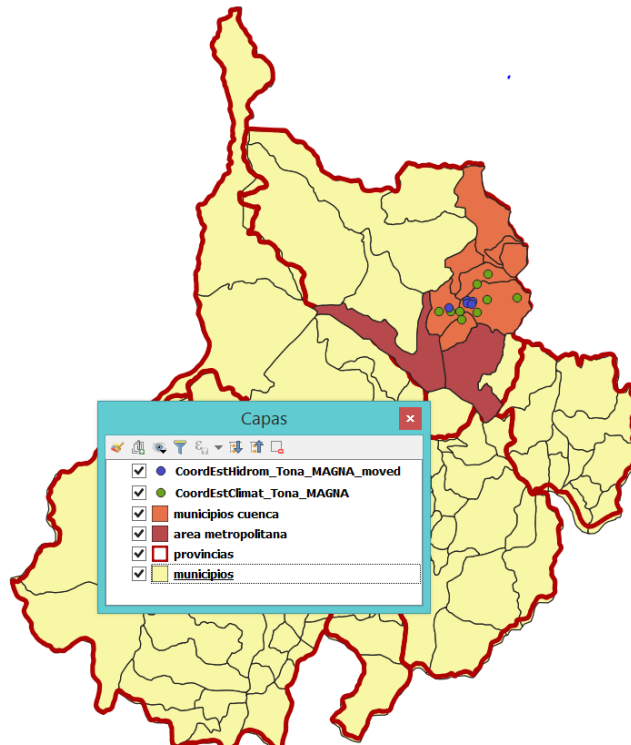 Capas
CoordEstHidrom_Tona_MAGNA_moved
CoordEstClimat_Tona_MAGNA
municipios cuenca
area metropolitana
provincias
municipios